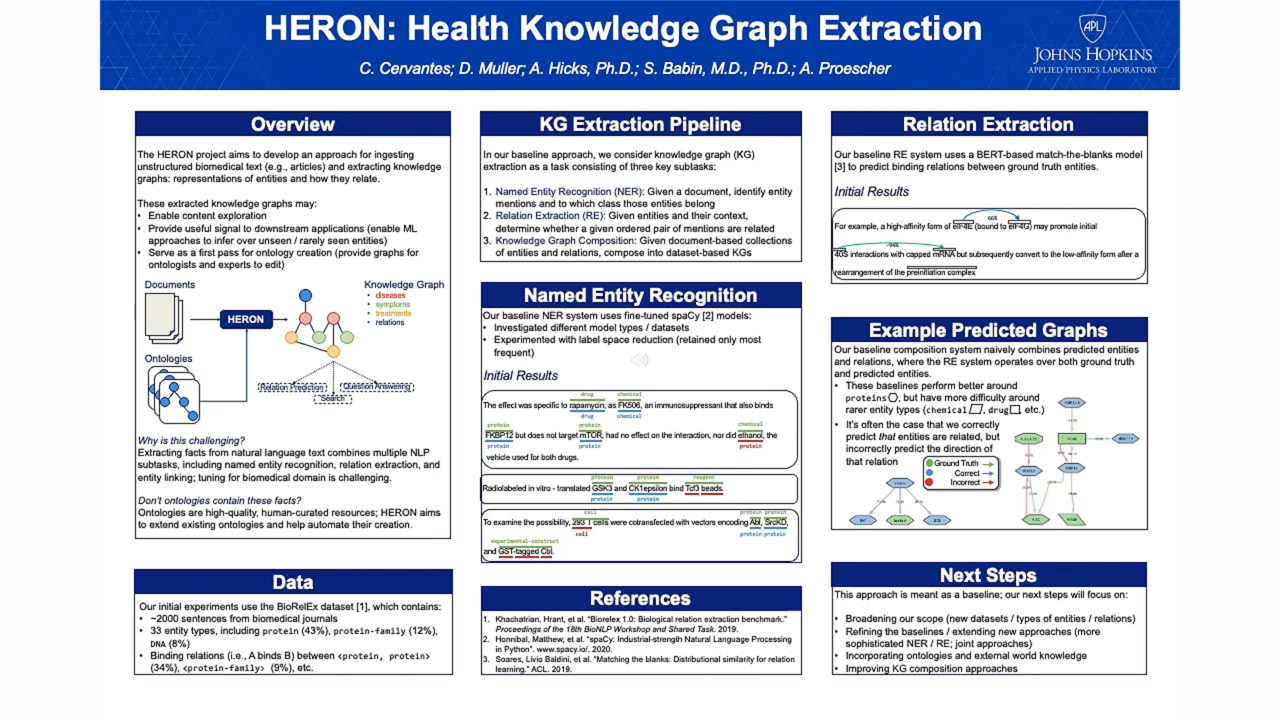 HERON: Health Knowledge Graph Extraction
C. Cervantes; D. Muller; A. Hicks, Ph.D.; S. Babin, M.D., Ph.D.; A. Proescher
APL
JOHNS HOPKINS
APPLIED PHYSICS LABORATORY
Overview
The HERON project aims to develop an approach for ingesting
unstructured biomedical text (e.g., articles) and extracting knowledge
graphs: representations of entities and how they relate.
These extracted knowledge graphs may:
• Enable content exploration
• Provide useful signal to downstream applications (enable ML
approaches to infer over unseen / rarely seen entities)
• Serve as a first pass for ontology creation (provide graphs for
ontologists and experts to edit)
Documents
Knowledge Graph
• diseases
• symptoms
• treatments
• relations
HERON
Ontologies
Relation Prediction
Question Answering
Search
Why is this challenging?
Extracting facts from natural language text combines multiple NLP
subtasks, including named entity recognition, relation extraction, and
entity linking; tuning for biomedical domain is challenging.
Don't ontologies contain these facts?
Ontologies are high-quality, human-curated resources; HERON aims
to extend existing ontologies and help automate their creation.
Data
Our initial experiments use the BioRelEx dataset [1], which contains:
• ~2000 sentences from biomedical journals
• 33 entity types, including protein (43%), protein-family (12%),
DNA (8%)
• Binding relations (i.e., A binds B) between <protein, protein>
(34%), <protein-family> (9%), etc.
KG Extraction Pipeline
In our baseline approach, we consider knowledge graph (KG)
extraction as a task consisting of three key subtasks:
1. Named Entity Recognition (NER): Given a document, identify entity
mentions and to which class those entities belong
2. Relation Extraction (RE): Given entities and their context,
determine whether a given ordered pair of mentions are related
3. Knowledge Graph Composition: Given document-based collections
of entities and relations, compose into dataset-based KGs
Named Entity Recognition
Our baseline NER system uses fine-tuned spaCy [2] models:
• Investigated different model types / datasets
• Experimented with label space reduction (retained only most
frequent)
Initial Results
drug chemical
The effect was specific to rapamycin, as FK506, an immunosuppressant that also binds
drug chemical
protein protein chemical
FKBP12 but does not target mTOR, had no effect on the interaction, nor did ethanol, the
protein protein chemical
vehicle used for both drugs.
protein protein reagent
Radiolabeled in vitro - translated GSK3 and CK1epsilon bind Tcf3 beads.
protein protein
cell protein protein
To examine the possibility, 293 T cells were cotransfected with vectors encoding Abl, SrcKD,
cell protein protein
experimental-construct
and GST-tagged Cbl.
References
1. Khachatrian, Hrant, et al. "Biorelex 1.0: Biological relation extraction benchmark."
Proceedings of the 18th BioNLP Workshop and Shared Task. 2019.
2. Honnibal, Matthew, et al. "spaCy: Industrial-strength Natural Language Processing
in Python". www.spacy.io/. 2020.
3. Soares, Livio Baldini, et al. "Matching the blanks: Distributional similarity for relation
learning." ACL. 2019.
Relation Extraction
Our baseline RE system uses a BERT-based match-the-blanks model
[3] to predict binding relations between ground truth entities.
Initial Results
66%
For example, a high-affinity form of eIF4E (bound to eIF4G) may promote initial
40S interactions with capped mRNA but subsequently convert to the low-affinity form after a
rearrangement of the preinitiation complex
Example Predicted Graphs
Our baseline composition system naively combines predicted entities
and relations, where the RE system operates over both ground truth
and predicted entities.
• These baselines perform better around
proteins, but have more difficulty around
rarer entity types (chemical, drug, etc.)
• It's often the case that we correctly
predict that entities are related, but
incorrectly predict the direction of
that relation
Ground Truth
Correct
Incorrect
Next Steps
This approach is meant as a baseline; our next steps will focus on:
• Broadening our scope (new datasets / types of entities / relations)
• Refining the baselines / extending new approaches (more
sophisticated NER / RE; joint approaches)
• Incorporating ontologies and external world knowledge
• Improving KG composition approaches